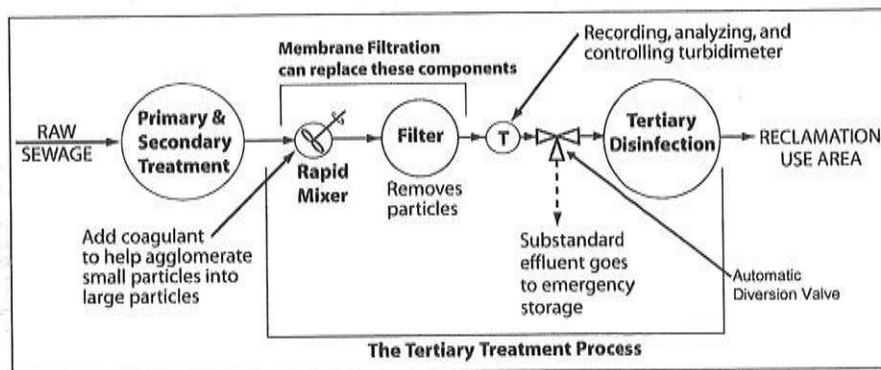 Recording, analyzing, and
controlling turbidimeter
Membrane Filtration
can replace these components
RAW
SEWAGE
Primary &
Secondary
Treatment
Rapid
Mixer
Filter
Removes
particles
T
Tertiary
Disinfection
RECLAMATION
USE AREA
Add coagulant
to help agglomerate
small particles into
large particles
Substandard
effluent goes
to emergency
storage
Automatic
Diversion Valve
The Tertiary Treatment Process